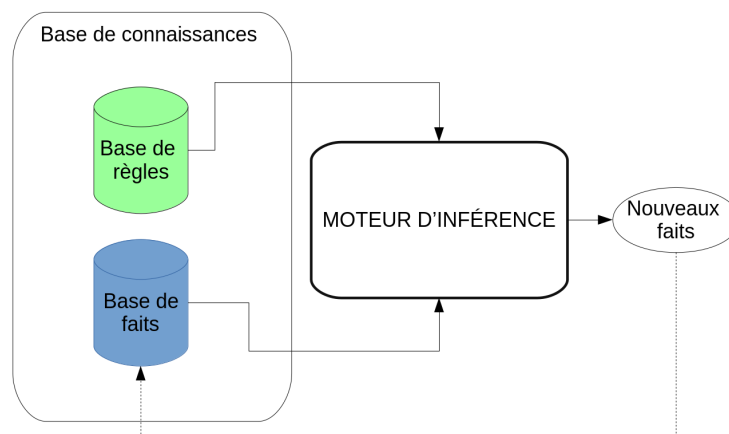 Base de connaissances
Base de
règles
MOTEUR D'INFÉRENCE
Nouveaux
faits
Base de
faits